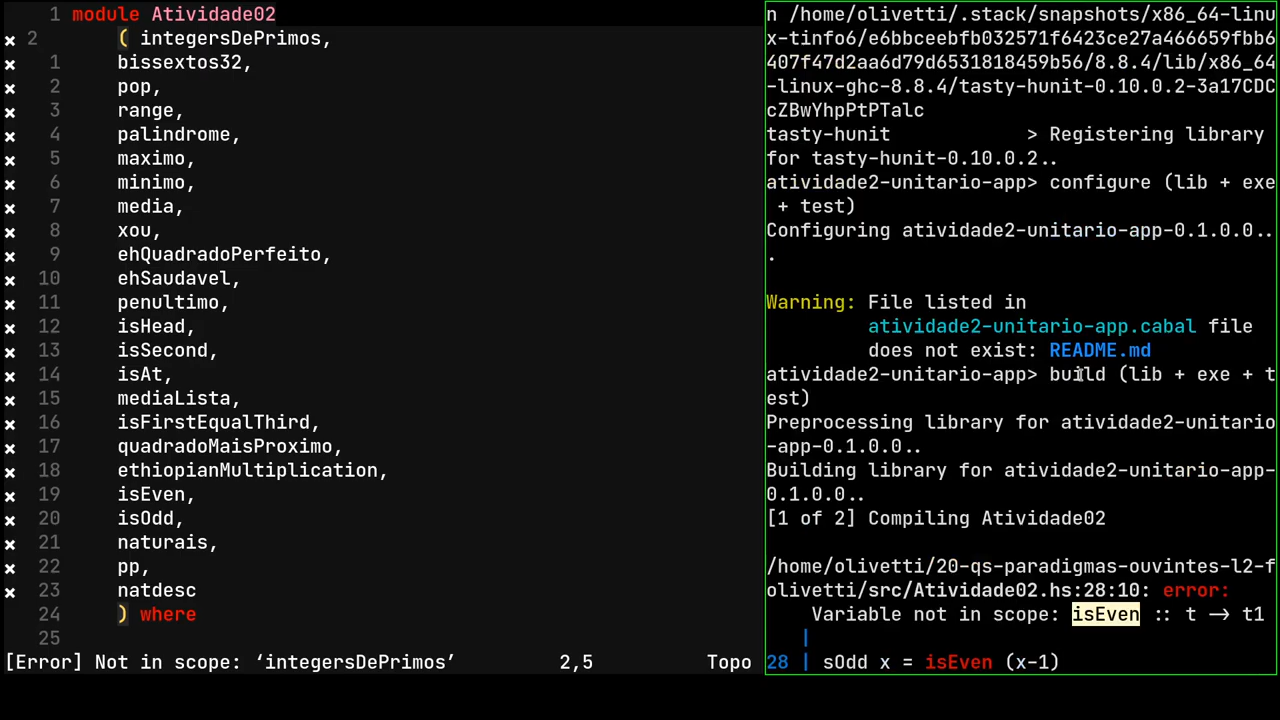 1 module Atividade02
× 2 ( integersDePrimos,
× 1 bissextos32,
× 2 pop,
× 3 range,
× 4 palindrome,
× 5 maximo,
× 6 minimo,
× 7 media,
× 8 xou,
× 9 ehQuadradoPerfeito,
× 10 ehSaudavel,
× 11 penultimo,
× 12 isHead,
× 13 isSecond,
× 14 isAt,
× 15 mediaLista,
× 16 isFirstEqualThird,
× 17 quadradoMaisProximo,
× 18 ethiopianMultiplication,
× 19 isEven,
× 20 isOdd,
× 21 naturais,
× 22 pp,
× 23 natdesc
24 ) where
25
[Error] Not in scope: ‘integersDePrimos’ 2,5 Topo
n /home/olivetti/.stack/snapshots/x86_64-linu
x-tinfo6/e6bbceebfb032571f6423ce27a466659fbb6
407f47d2aa6d79d6531818459b56/8.8.4/lib/x86_64
-linux-ghc-8.8.4/tasty-hunit-0.10.0.2-3a17CDC
cZBwYhpPtPTalc
tasty-hunit > Registering library
for tasty-hunit-0.10.0.2..
atividade2-unitario-app> configure (lib + exe
+ test)
Configuring atividade2-unitario-app-0.1.0.0..
.
Warning: File listed in
atividade2-unitario-app.cabal file
does not exist: README.md
atividade2-unitario-app> build (lib + exe + t
est)
Preprocessing library for atividade2-unitario
-app-0.1.0.0..
Building library for atividade2-unitario-app-
0.1.0.0..
[1 of 2] Compiling Atividade02
/home/olivetti/20-qs-paradigmas-ouvintes-l2-f
olivetti/src/Atividade02.hs:28:10: error:
Variable not in scope: isEven :: t → t1
|
28 | sOdd x = isEven (x-1)